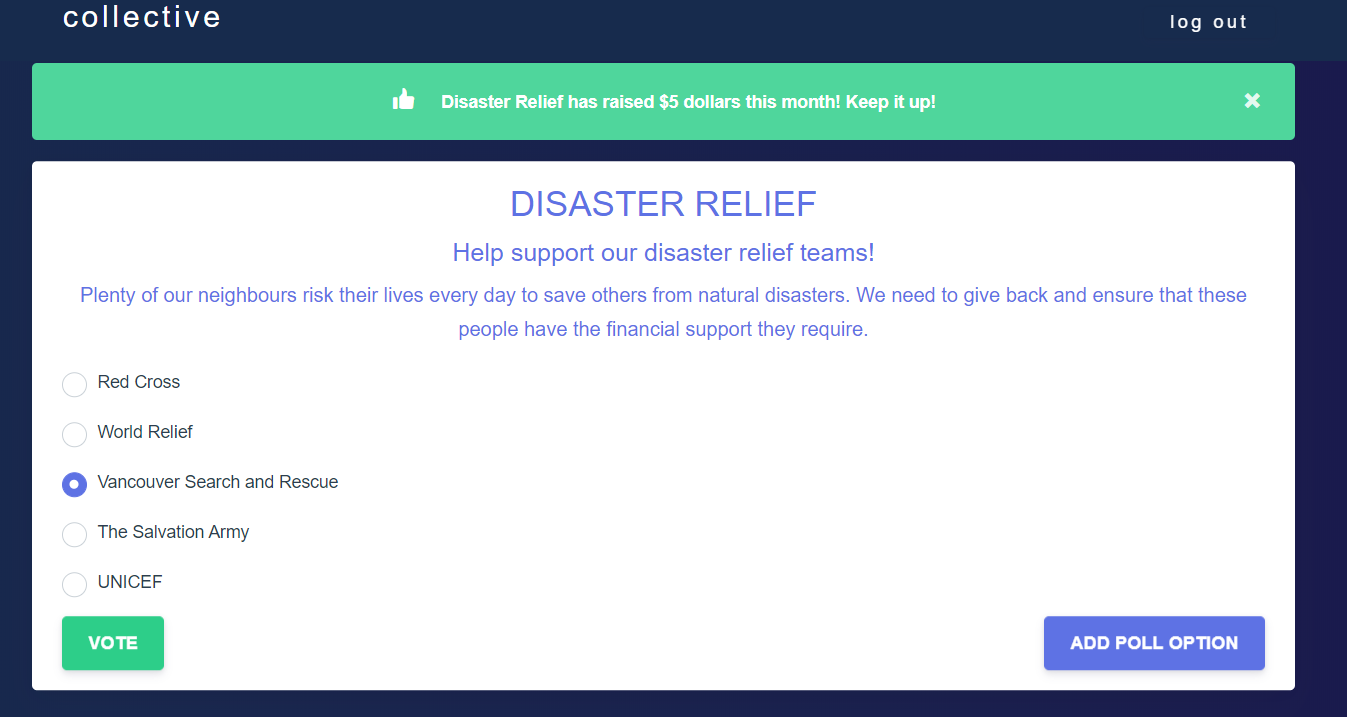 collective
log out
Disaster Relief has raised $5 dollars this month! Keep it up!
DISASTER RELIEF
Help support our disaster relief teams!
Plenty of our neighbours risk their lives every day to save others from natural disasters. We need to give back and ensure that these
people have the financial support they require.
Red Cross
World Relief
Vancouver Search and Rescue
The Salvation Army
UNICEF
VOTE
ADD POLL OPTION